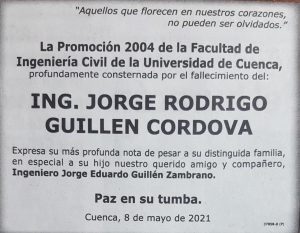 "Aquellos que florecen en nuestros corazones,
no pueden ser olvidados."
La Promoción 2004 de la Facultad de
Ingeniería Civil de la Universidad de Cuenca,
profundamente consternada por el fallecimiento del:
ING. JORGE RODRIGO
GUILLEN CORDOVA
Expresa su más profunda nota de pesar a su distinguida familia,
en especial a su hijo nuestro querido amigo y compañero,
Ingeniero Jorge Eduardo Guillén Zambrano.
Paz en su tumba.
Cuenca, 8 de mayo de 2021